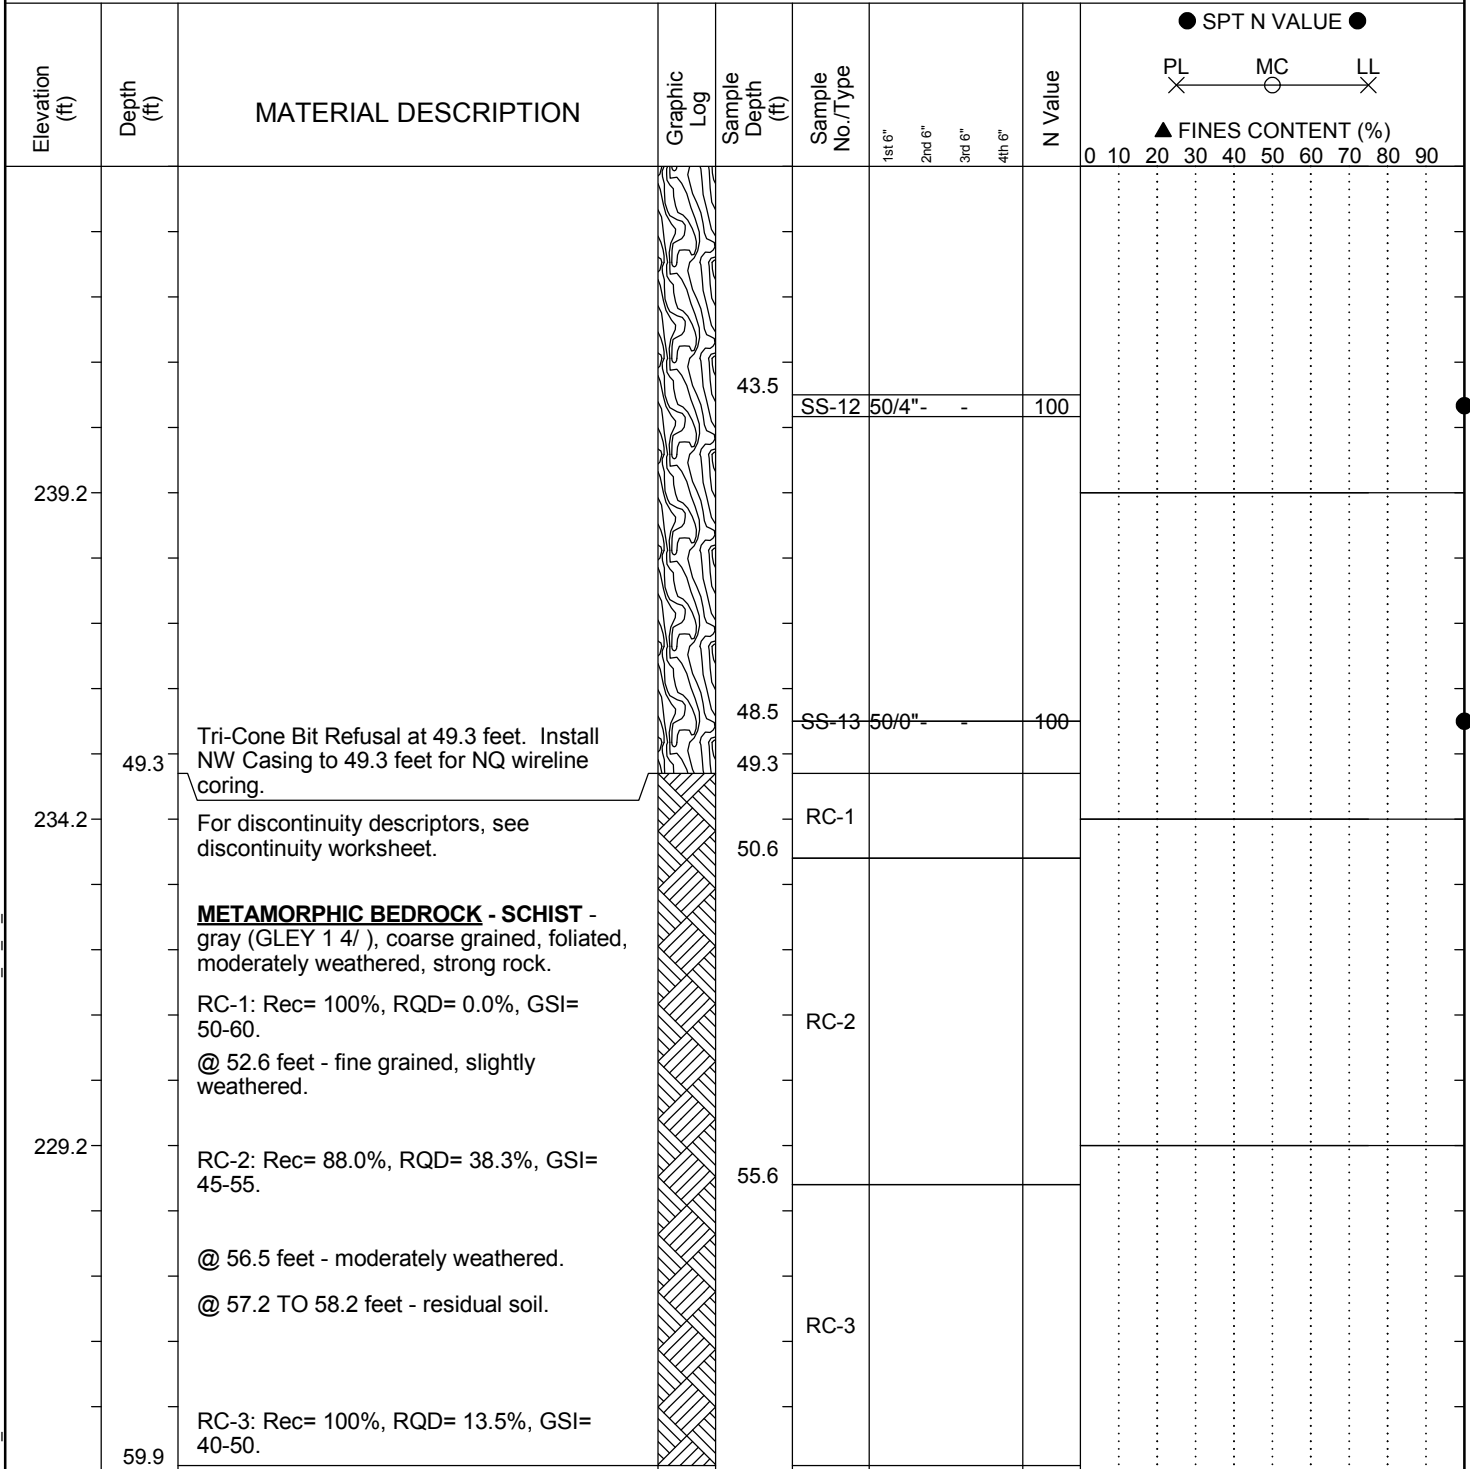 Elevation (ft)
Depth (ft)
MATERIAL DESCRIPTION
Graphic Log
Sample Depth (ft)
Sample No./Type
1st 6"
2nd 6"
3rd 6"
4th 6"
N Value
● SPT N VALUE ●
PL MC LL
▲ FINES CONTENT (%)
0 10 20 30 40 50 60 70 80 90
43.5
SS-12 50/4"- - 100
239.2
48.5
SS-13 50/0"- - 100
Tri-Cone Bit Refusal at 49.3 feet. Install
NW Casing to 49.3 feet for NQ wireline
coring.
49.3
49.3
RC-1
234.2
For discontinuity descriptors, see
discontinuity worksheet.
50.6
METAMORPHIC BEDROCK - SCHIST -
gray (GLEY 1 4/ ), coarse grained, foliated,
moderately weathered, strong rock.
RC-1: Rec= 100%, RQD= 0.0%, GSI=
50-60.
RC-2
@ 52.6 feet - fine grained, slightly
weathered.
229.2
RC-2: Rec= 88.0%, RQD= 38.3%, GSI=
45-55.
55.6
@ 56.5 feet - moderately weathered.
@ 57.2 TO 58.2 feet - residual soil.
RC-3
RC-3: Rec= 100%, RQD= 13.5%, GSI=
40-50.
59.9